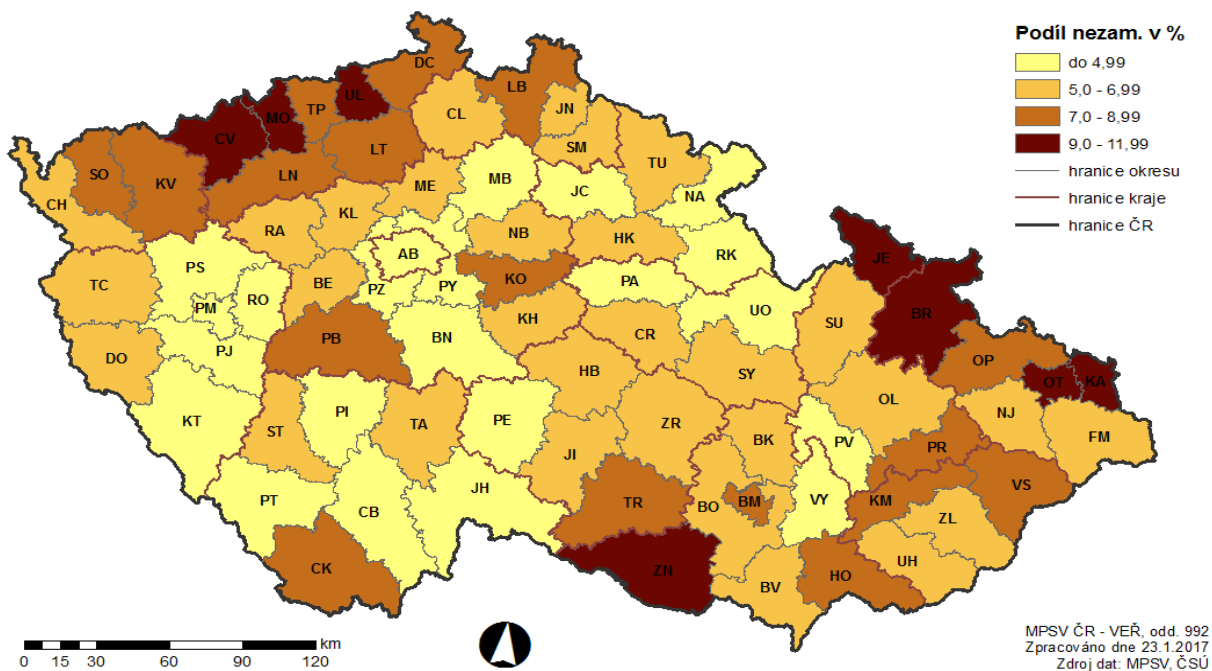 Podíl nezam. v %
do 4,99
5,0 - 6,99
7,0 - 8,99
9,0 - 11,99
hranice okresu
hranice kraje
hranice ČR
DC
LB
UL
TP
MO
JN
CL
CV
SM
LT
TU
SO
KV
LN
ME
MB
JC
NA
CH
KL
RA
NB
HK
AB
RK
JE
PS
TC
BE
KO
PZ
PY
PA
RO
PM
UO
BR
KH
SU
CR
PB
BN
PJ
DO
OP
HB
SY
OT
KA
OL
NJ
KT
PI
ST
TA
PE
ZR
FM
BK
PV
PR
JI
VS
PT
JH
TR
BO
BM
VY
KM
CB
ZL
CK
ZN
UH
BV
HO
km
0 15 30 60 90 120
MPSV ČR - VEŘ, odd. 992
Zpracováno dne 23.1.2017
Zdroj dat: MPSV, ČSÚ